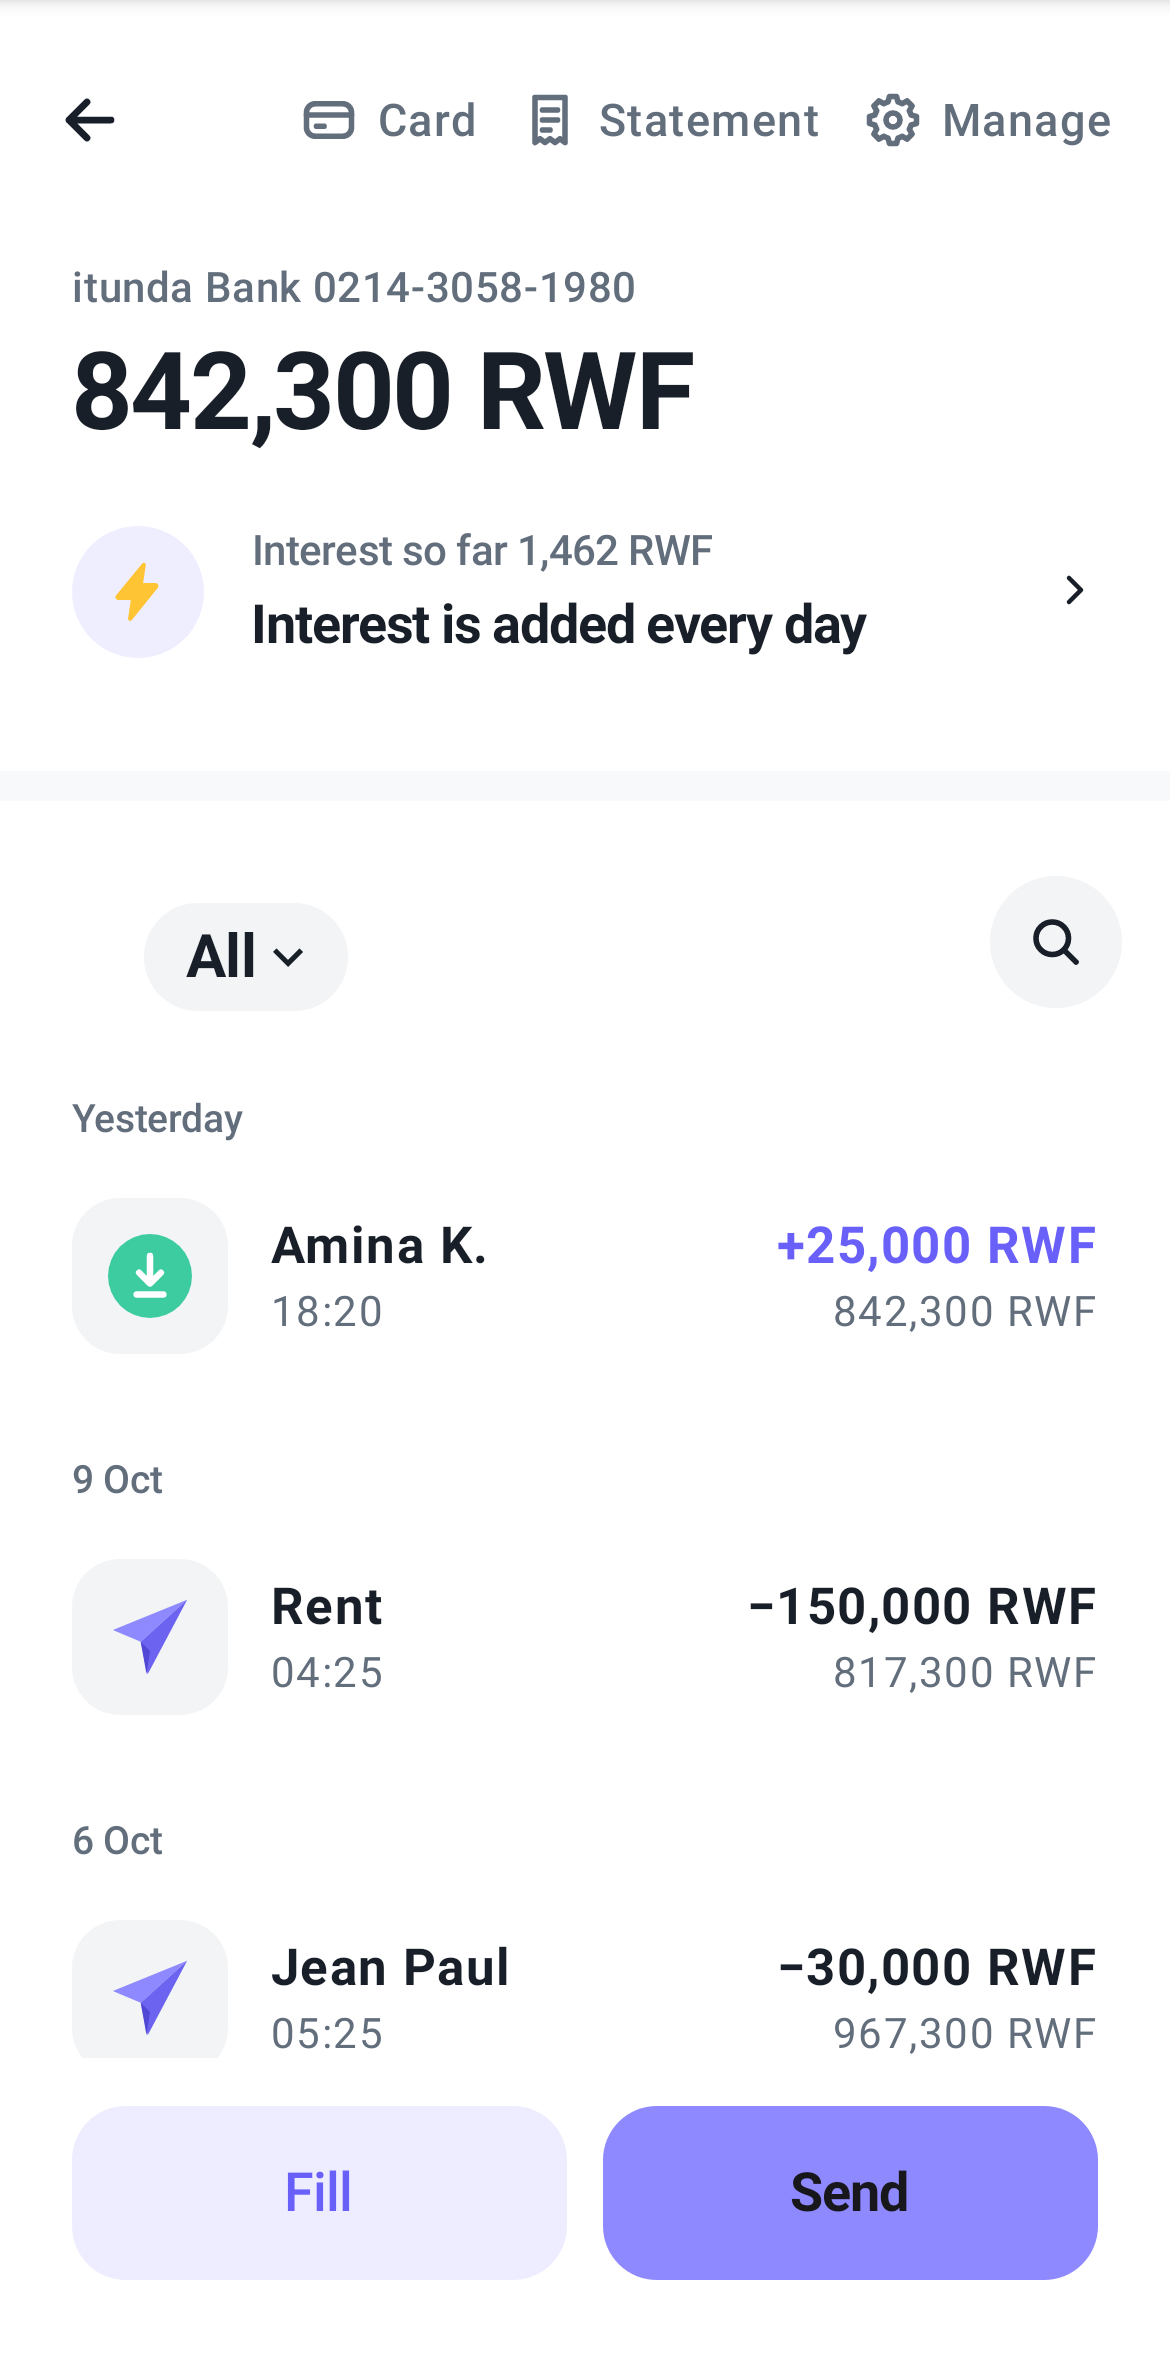 Card Statement Manage
itunda Bank 0214-3058-1980
842,300 RWF
Interest so far 1,462 RWF
Interest is added every day
All
Yesterday
Amina K. +25,000 RWF
18:20 842,300 RWF
9 Oct
Rent −150,000 RWF
04:25 817,300 RWF
6 Oct
Jean Paul −30,000 RWF
05:25 967,300 RWF
Fill Send